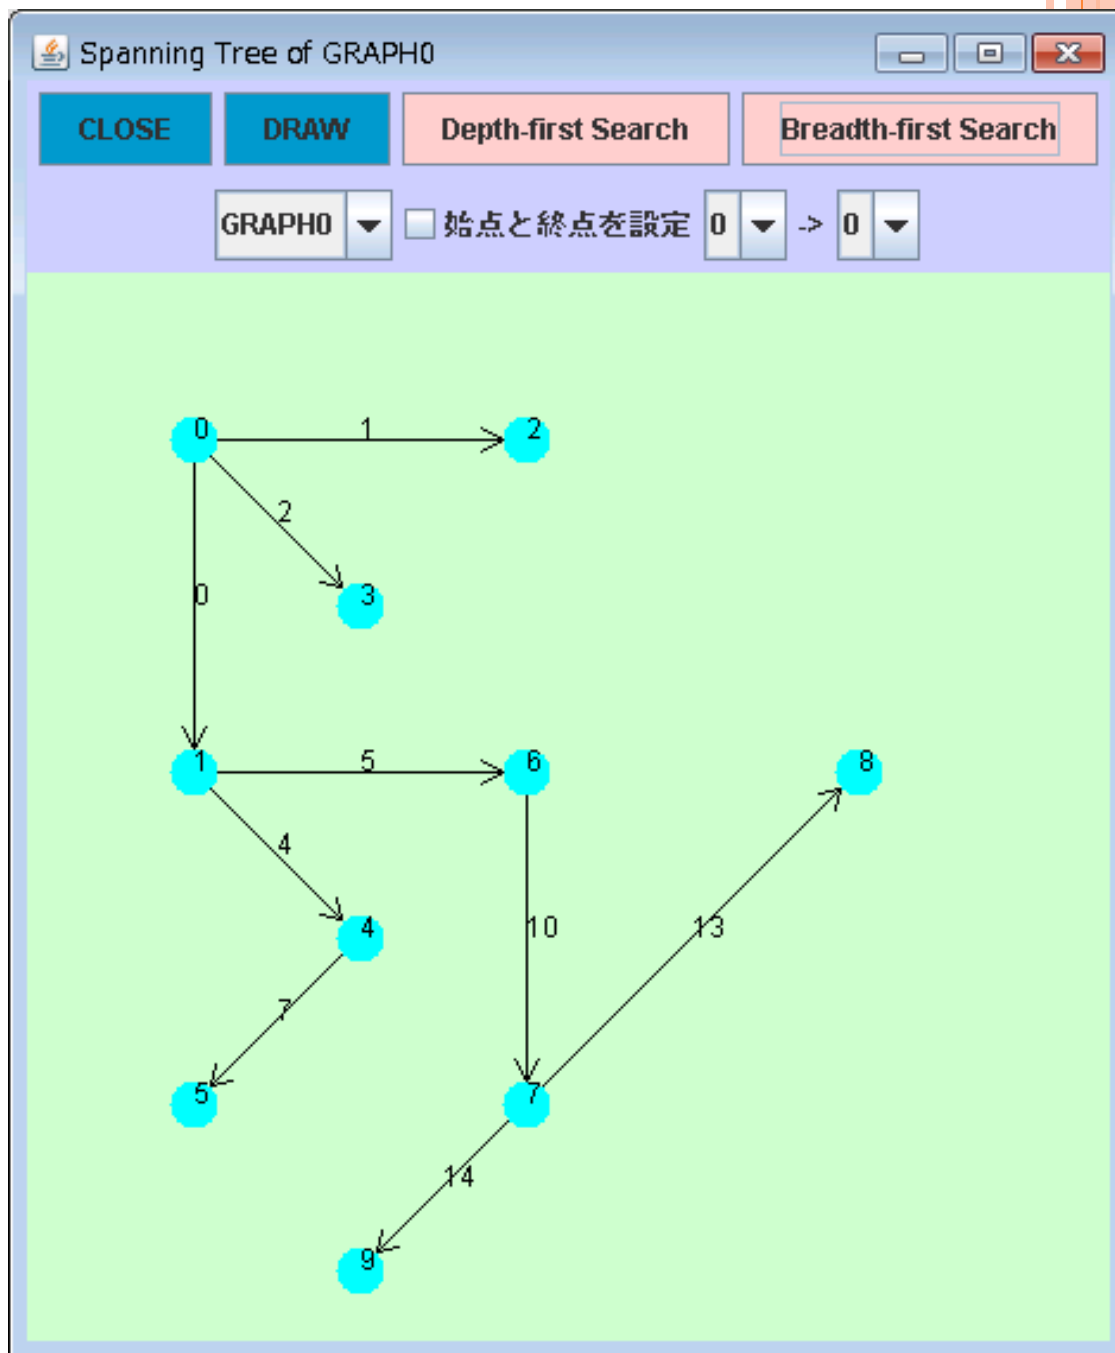 Spanning Tree of GRAPH0
CLOSE DRAW Depth-first Search Breadth-first Search
GRAPH0 始点と終点を設定 0 -> 0
0 1 2
2
0 3
1 5 6 8
4
4 10 13
7
5 7
14
9